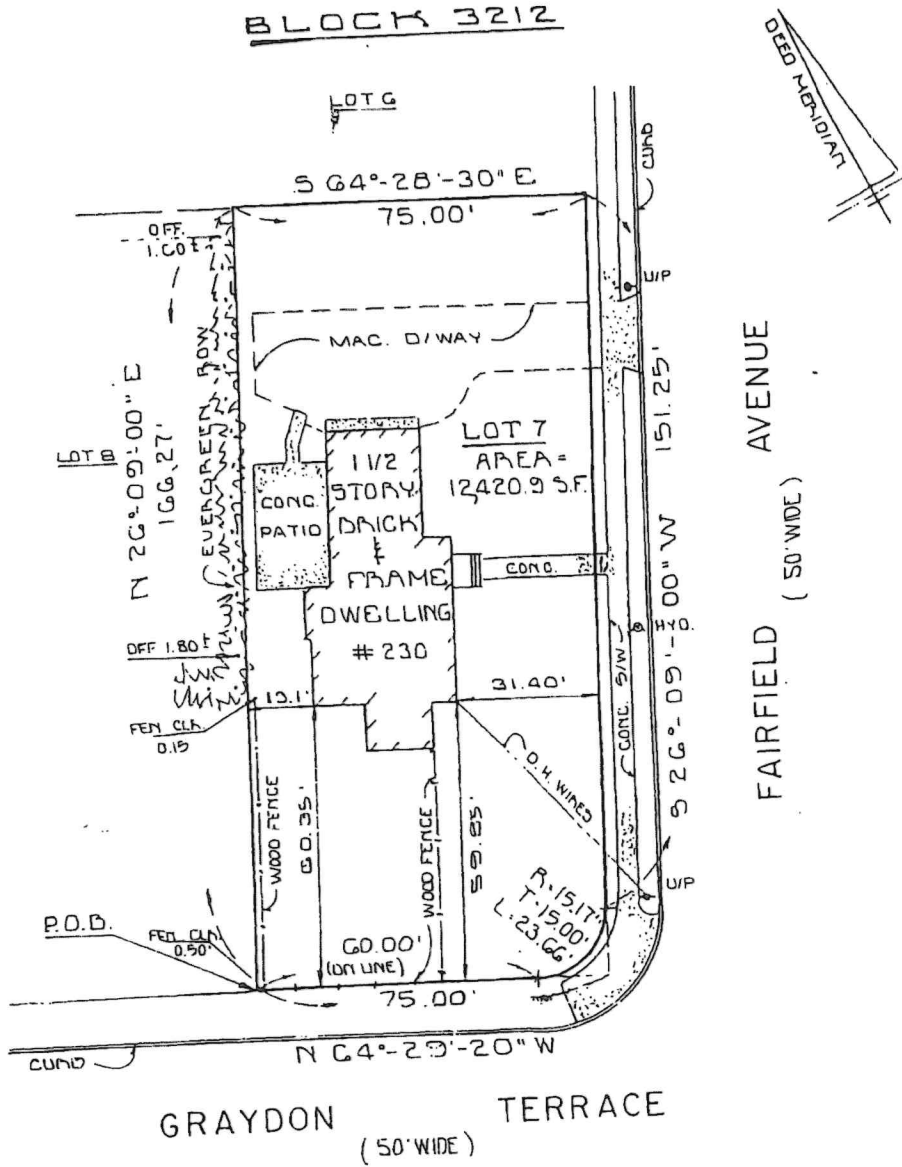 BLOCK 3212
DEED MERIDIAN
LOT 6
CURB
S 64°-28'-30" E
75.00'
OFF.
1.60±
U/P
MAC. D/WAY
EVERGREEN ROW
N 26°-09'-00" E
166.27'
LOT 8
LOT 7
AREA =
12,420.9 S.F.
151.25'
S 26°-09'-00" W
FAIRFIELD AVENUE
(50' WIDE)
CONC.
PATIO
1 1/2
STORY
BRICK
&
FRAME
DWELLING
# 230
CONC.
HYD.
CONC. S/W
OFF 1.80±
13.1'
31.40'
FEN CLR.
0.15
O.H. WIRES
WOOD FENCE
60.35'
WOOD FENCE
59.85'
U/P
R=15.17'
T=15.00'
L=23.66'
P.O.B.
FEN CLR.
0.50'
60.00'
(ON LINE)
75.00'
CURB
N 64°-29'-20" W
GRAYDON TERRACE
(50' WIDE)